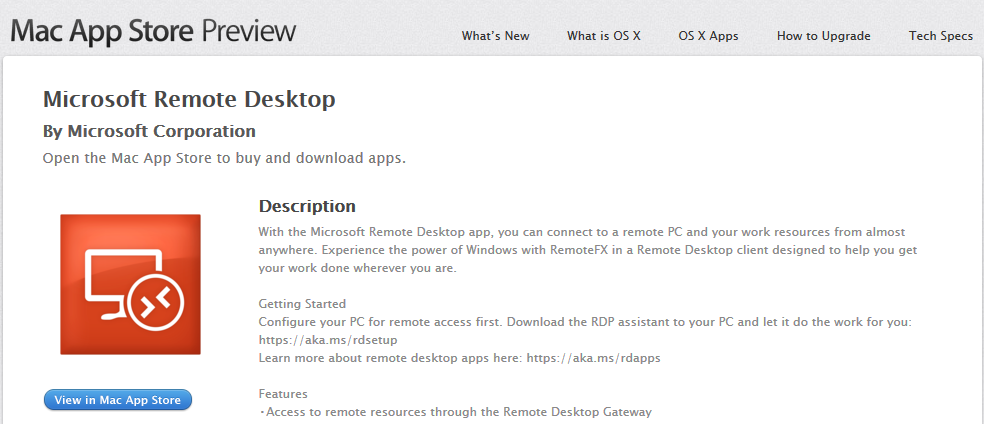 Mac App Store Preview
What's New What is OS X OS X Apps How to Upgrade Tech Specs
Microsoft Remote Desktop
By Microsoft Corporation
Open the Mac App Store to buy and download apps.
Description
With the Microsoft Remote Desktop app, you can connect to a remote PC and your work resources from almost
anywhere. Experience the power of Windows with RemoteFX in a Remote Desktop client designed to help you get
your work done wherever you are.
Getting Started
Configure your PC for remote access first. Download the RDP assistant to your PC and let it do the work for you:
https://aka.ms/rdsetup
Learn more about remote desktop apps here: https://aka.ms/rdapps
Features
•Access to remote resources through the Remote Desktop Gateway
View in Mac App Store